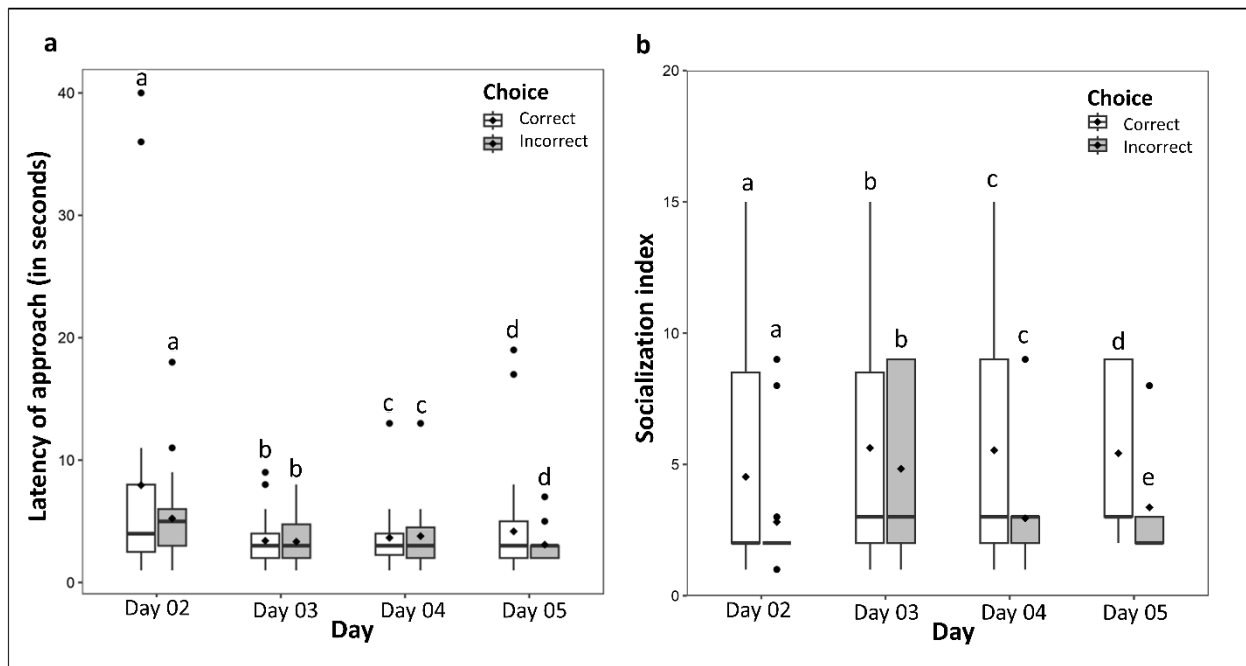 a
Latency of approach (in seconds)
40
30
20
10
0
Choice
Correct
Incorrect
a
a
b
b
c
c
d
d
Day 02
Day 03
Day 04
Day 05
Day
b
Socialization index
20
15
10
5
0
Choice
Correct
Incorrect
a
a
b
b
c
c
d
e
Day 02
Day 03
Day 04
Day 05
Day